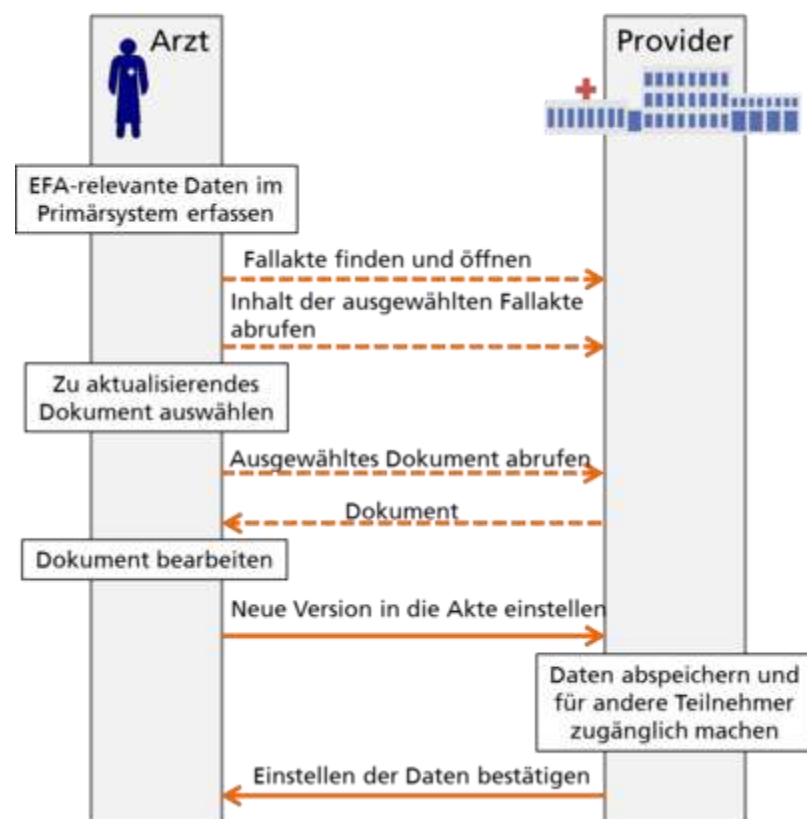 Arzt
Provider
EFA-relevante Daten im
Primärsystem erfassen
Fallakte finden und öffnen
Inhalt der ausgewählten Fallakte
abrufen
Zu aktualisierendes
Dokument auswählen
Ausgewähltes Dokument abrufen
Dokument
Dokument bearbeiten
Neue Version in die Akte einstellen
Daten abspeichern und
für andere Teilnehmer
zugänglich machen
Einstellen der Daten bestätigen